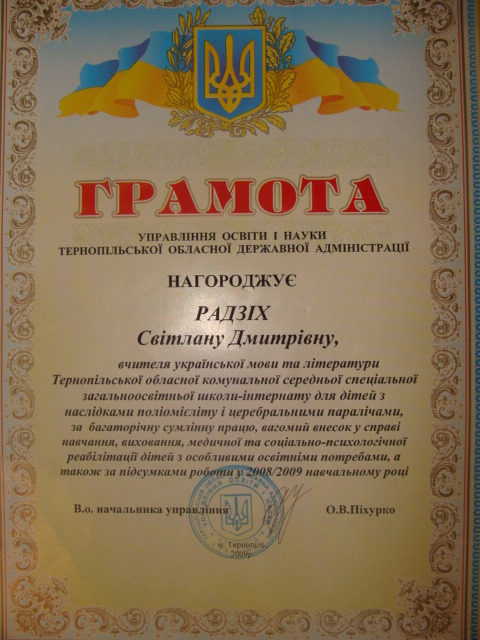 ГРАМОТА
УПРАВЛІННЯ ОСВІТИ І НАУКИ
ТЕРНОПІЛЬСЬКОЇ ОБЛАСНОЇ ДЕРЖАВНОЇ АДМІНІСТРАЦІЇ
НАГОРОДЖУЄ
РАДЗІХ
Світлану Дмитрівну,
вчителя української мови та літератури
Тернопільської обласної комунальної середньої спеціальної
загальноосвітньої школи-інтернату для дітей з
наслідками поліомієліту і церебральними паралічами,
за багаторічну сумлінну працю, вагомий внесок у справі
навчання, виховання, медичної та соціально-психологічної
реабілітації дітей з особливими освітніми потребами, а
також за підсумками роботи у 2008/2009 навчальному році
В.о. начальника управління О.В.Піхурко
м. Тернопіль
2009р.